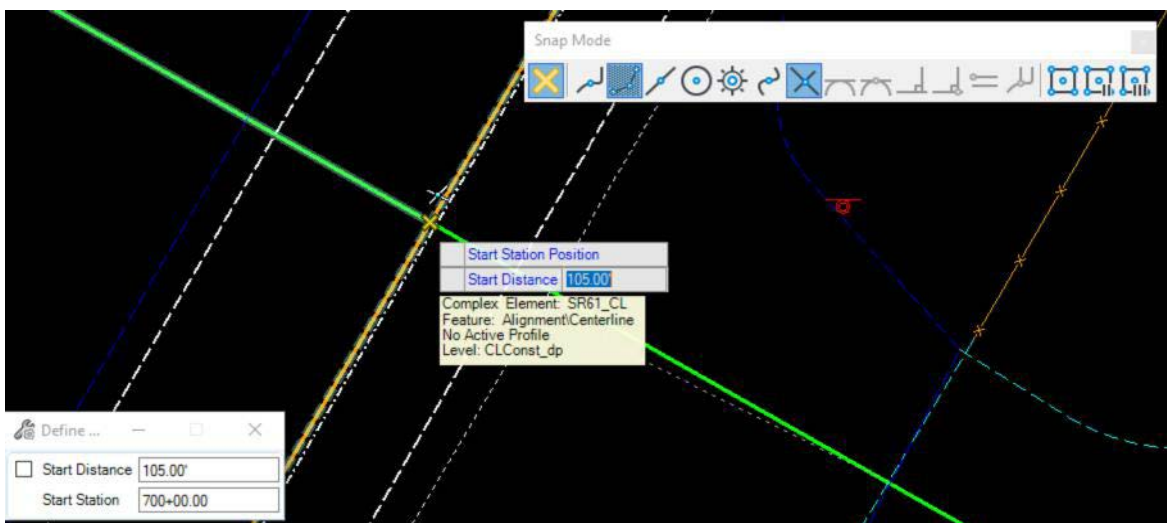 Snap Mode
Start Station Position
Start Distance 105.00'
Complex Element: SR61_CL
Feature: Alignment\Centerline
No Active Profile
Level: CLConst_dp
Define ...
Start Distance 105.00'
Start Station 700+00.00